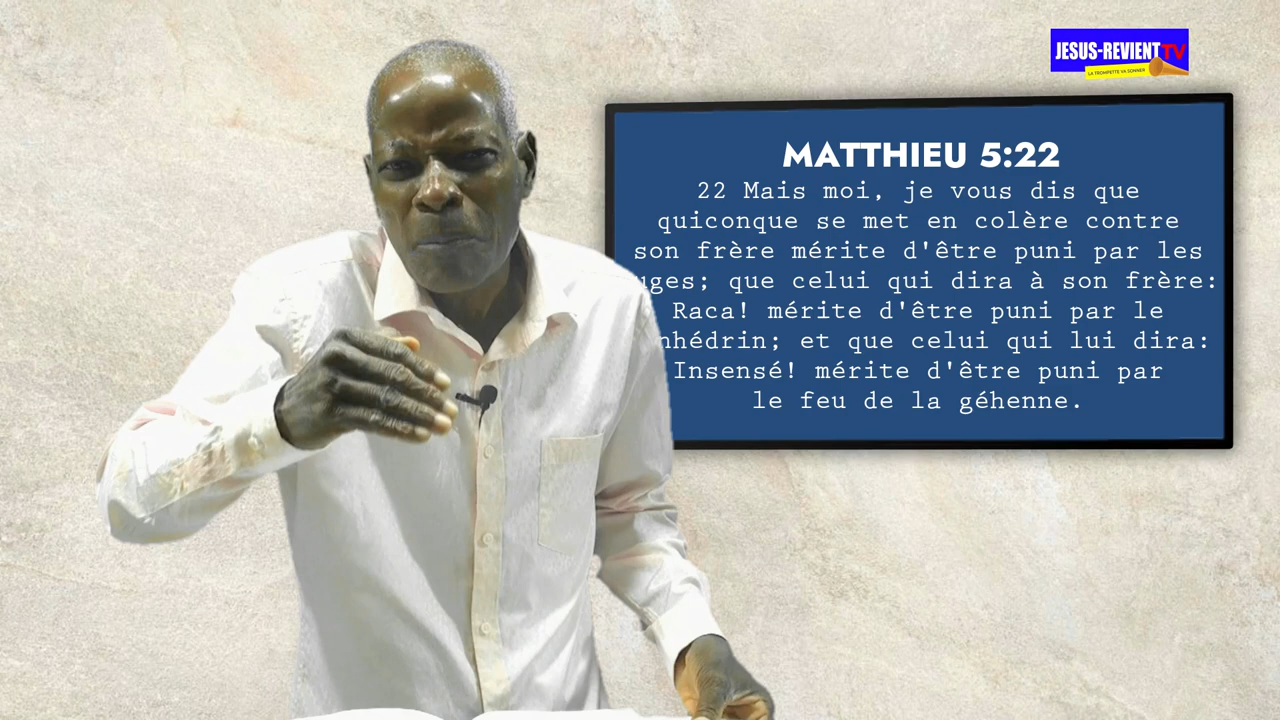 JESUS-REVIENT TV
LA TROMPETTE VA SONNER
MATTHIEU 5:22
22 Mais moi, je vous dis que
quiconque se met en colère contre
son frère mérite d'être puni par les
que celui qui dira à son frère:
Raca! mérite d'être puni par le
et que celui qui lui dira:
Insensé! mérite d'être puni par
le feu de la géhenne.